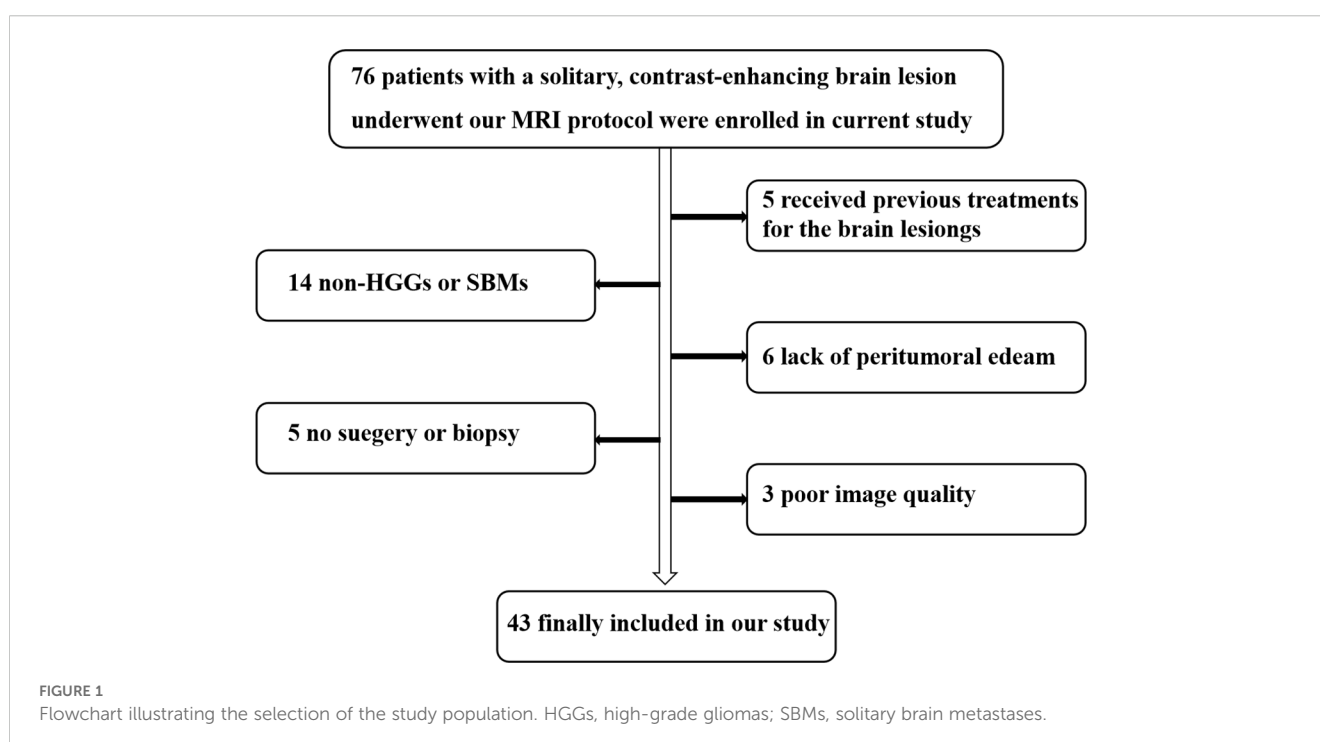 76 patients with a solitary, contrast-enhancing brain lesion
underwent our MRI protocol were enrolled in current study
5 received previous treatments
for the brain lesiongs
14 non-HGGs or SBMs
6 lack of peritumoral edeam
5 no suegery or biopsy
3 poor image quality
43 finally included in our study
FIGURE 1
Flowchart illustrating the selection of the study population. HGGs, high-grade gliomas; SBMs, solitary brain metastases.